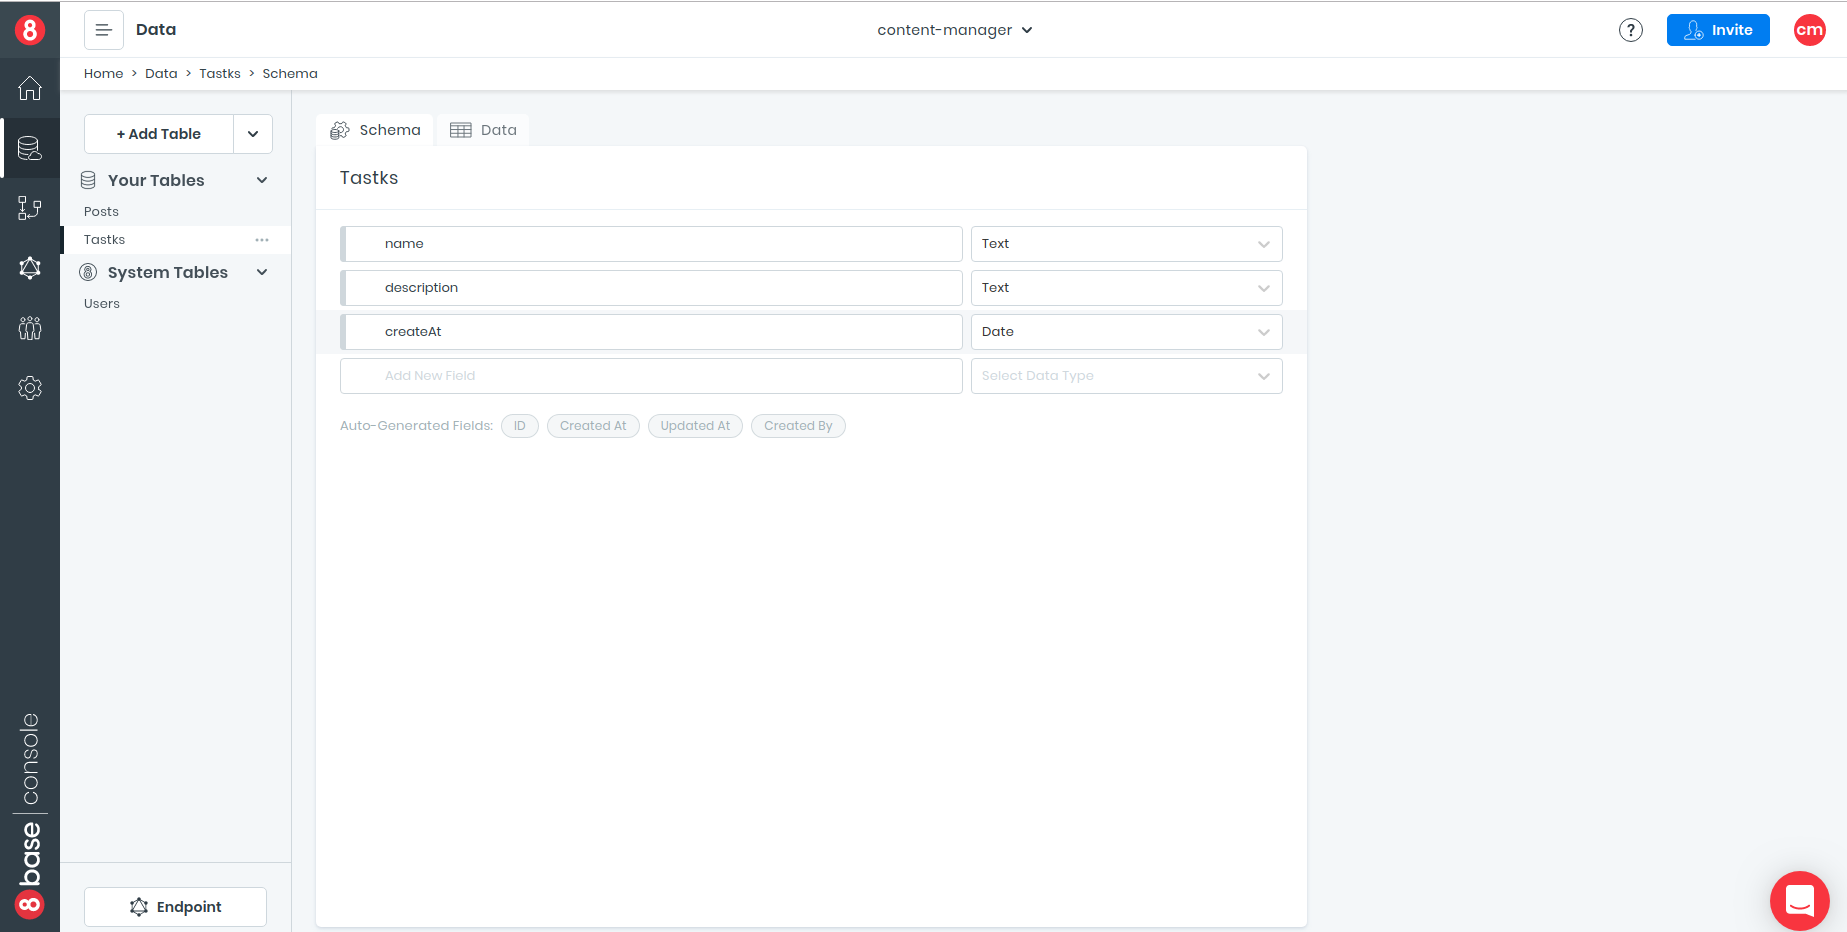 8
Data
content-manager
?
Invite
cm
Home > Data > Tastks > Schema
+ Add Table
Your Tables
Posts
Tastks
...
8 System Tables
Users
Schema
Data
Tastks
name
Text
description
Text
createAt
Date
Add New Field
Select Data Type
Auto-Generated Fields: ID Created At Updated At Created By
8base console
Endpoint